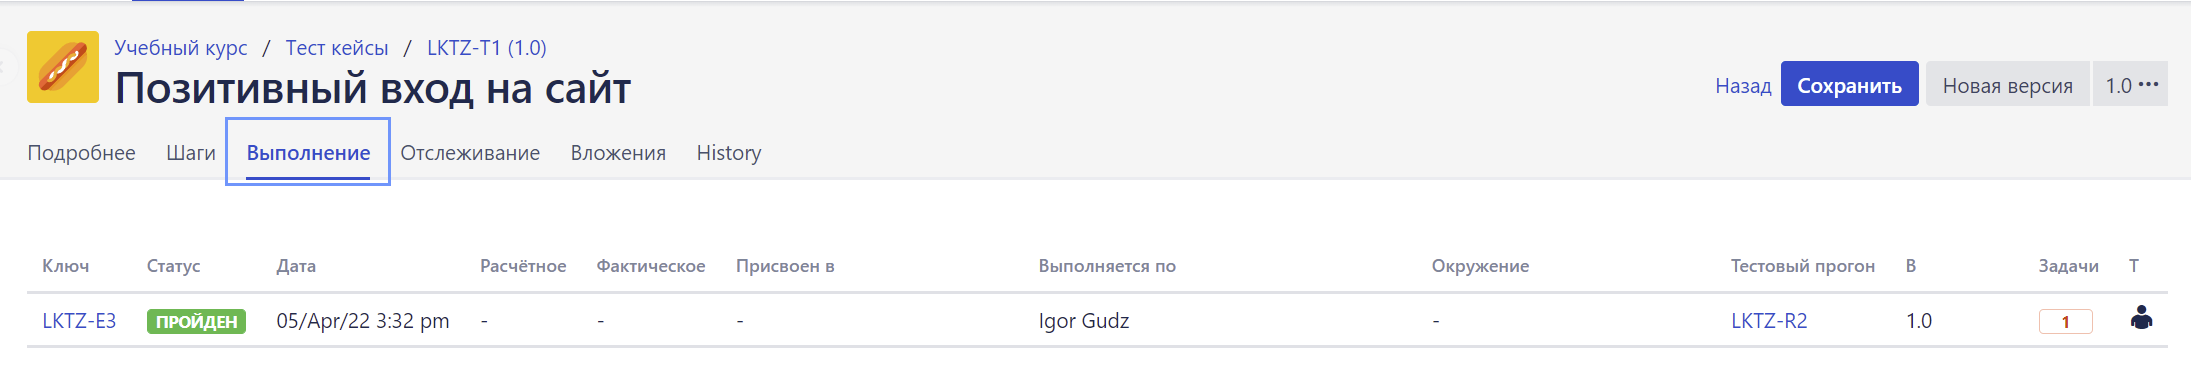 Учебный курс / Тест кейсы / LKTZ-T1 (1.0)
Позитивный вход на сайт
Назад Сохранить Новая версия 1.0 ···
Подробнее Шаги Выполнение Отслеживание Вложения History
Ключ Статус Дата Расчётное Фактическое Присвоен в Выполняется по Окружение Тестовый прогон В Задачи Т
LKTZ-E3 ПРОЙДЕН 05/Apr/22 3:32 pm - - - Igor Gudz - LKTZ-R2 1.0 1